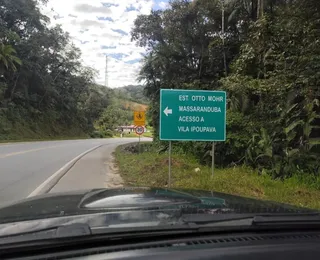 EST. OTTO MOHR
MASSARANDUBA
ACESSO A
VILA IPOUPAVA